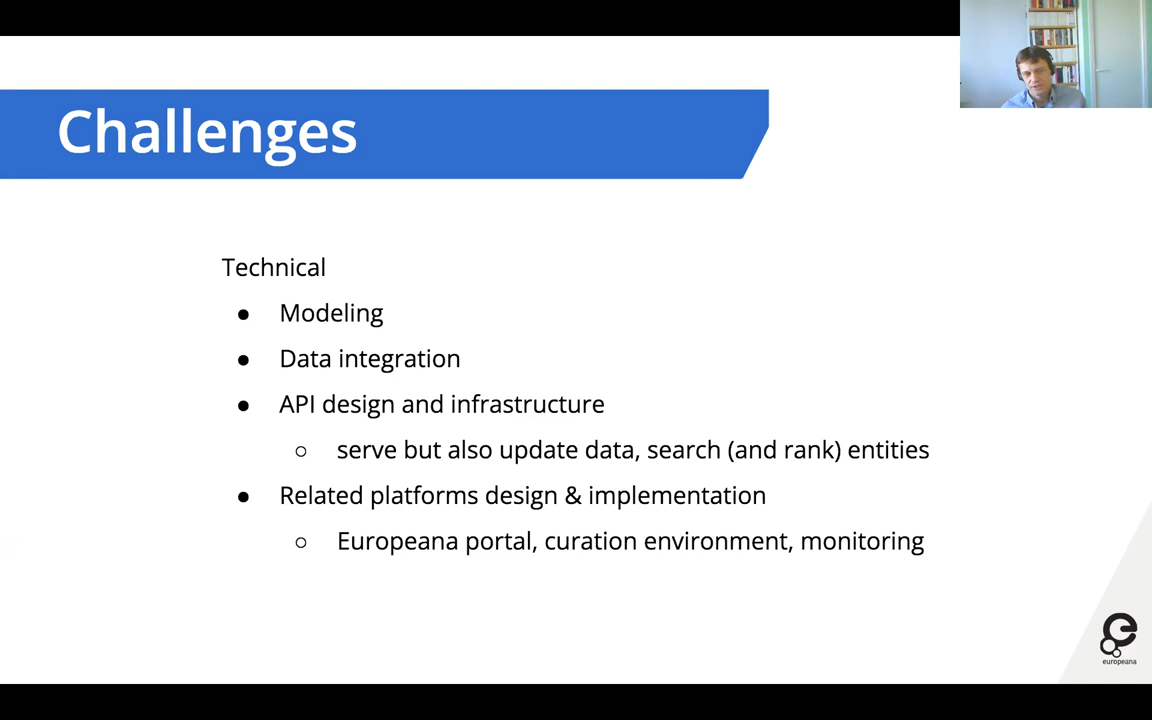 Challenges
Technical
● Modeling
● Data integration
● API design and infrastructure
○ serve but also update data, search (and rank) entities
● Related platforms design & implementation
○ Europeana portal, curation environment, monitoring
europeana